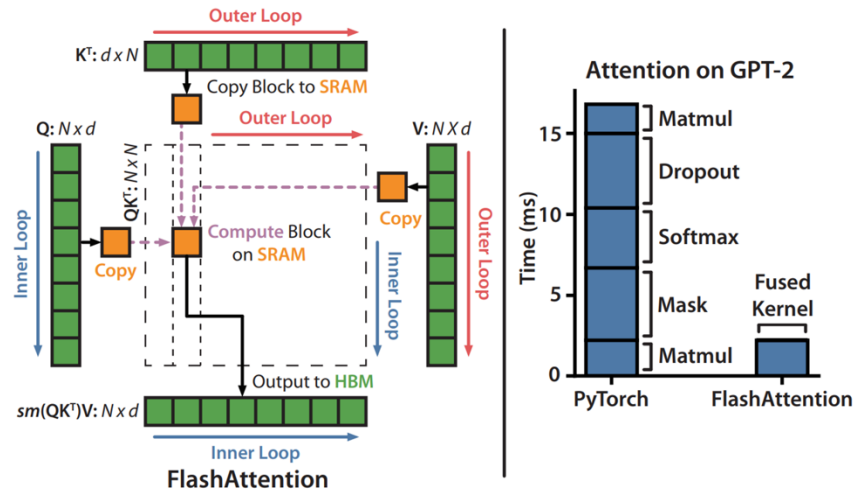 Outer Loop
Kᵀ: d x N
Copy Block to SRAM
Outer Loop
Q: N x d
V: N X d
QKᵀ: N x N
Inner Loop
Copy
Compute Block
on SRAM
Copy
Inner Loop
Outer Loop
Output to HBM
sm(QKᵀ)V: N x d
Inner Loop
FlashAttention
Attention on GPT-2
Time (ms)
15
10
5
0
Matmul
Dropout
Softmax
Mask
Matmul
Fused
Kernel
PyTorch
FlashAttention